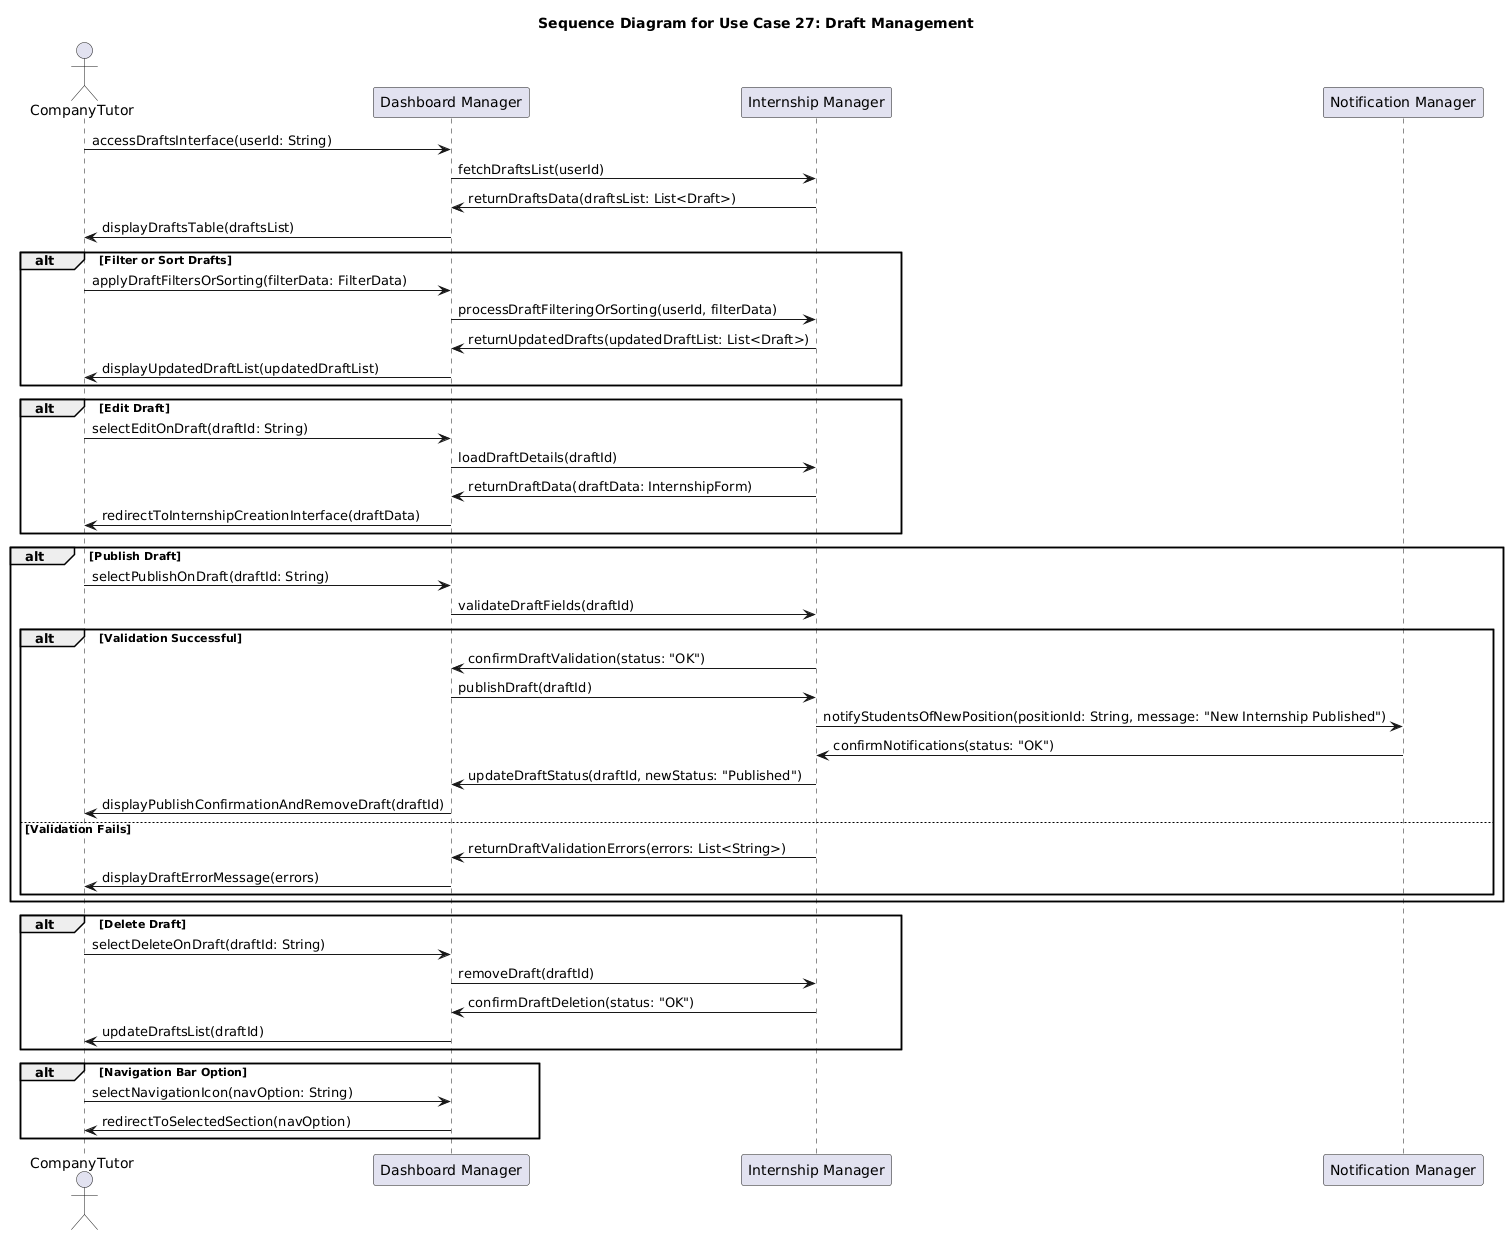 Sequence Diagram for Use Case 27: Draft Management
CompanyTutor
Dashboard Manager
Internship Manager
Notification Manager
accessDraftsInterface(userId: String)
fetchDraftsList(userId)
returnDraftsData(draftsList: List<Draft>)
displayDraftsTable(draftsList)
alt [Filter or Sort Drafts]
applyDraftFiltersOrSorting(filterData: FilterData)
processDraftFilteringOrSorting(userId, filterData)
returnUpdatedDrafts(updatedDraftList: List<Draft>)
displayUpdatedDraftList(updatedDraftList)
alt [Edit Draft]
selectEditOnDraft(draftId: String)
loadDraftDetails(draftId)
returnDraftData(draftData: InternshipForm)
redirectToInternshipCreationInterface(draftData)
alt [Publish Draft]
selectPublishOnDraft(draftId: String)
validateDraftFields(draftId)
alt [Validation Successful]
confirmDraftValidation(status: "OK")
publishDraft(draftId)
notifyStudentsOfNewPosition(positionId: String, message: "New Internship Published")
confirmNotifications(status: "OK")
updateDraftStatus(draftId, newStatus: "Published")
displayPublishConfirmationAndRemoveDraft(draftId)
[Validation Fails]
returnDraftValidationErrors(errors: List<String>)
displayDraftErrorMessage(errors)
alt [Delete Draft]
selectDeleteOnDraft(draftId: String)
removeDraft(draftId)
confirmDraftDeletion(status: "OK")
updateDraftsList(draftId)
alt [Navigation Bar Option]
selectNavigationIcon(navOption: String)
redirectToSelectedSection(navOption)
CompanyTutor
Dashboard Manager
Internship Manager
Notification Manager